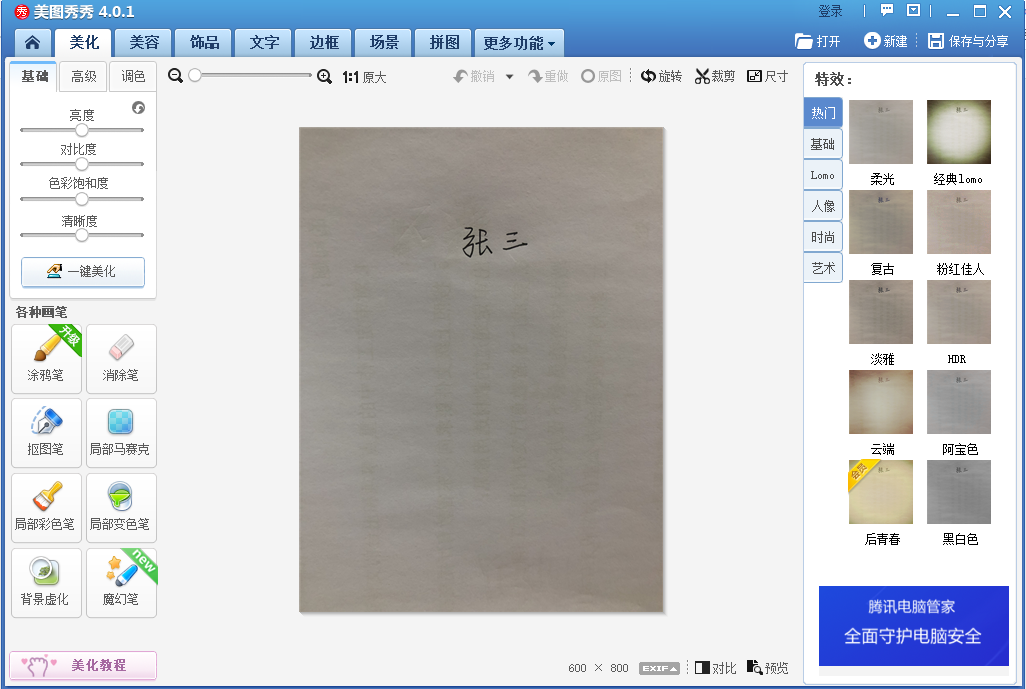 秀 美图秀秀 4.0.1 登录
美化 美容 饰品 文字 边框 场景 拼图 更多功能 打开 新建 保存与分享
基础 高级 调色 1:1 原大 撤销 重做 原图 旋转 裁剪 尺寸
亮度
对比度
色彩饱和度
清晰度
一键美化
各种画笔
升级
涂鸦笔 消除笔
抠图笔 局部马赛克
局部彩色笔 局部变色笔
new
背景虚化 魔幻笔
美化教程
张三
600 × 800 EXIF 对比 预览
特效：
热门
基础
Lomo
人像
时尚
艺术
柔光 经典lomo
复古 粉红佳人
淡雅 HDR
云端 阿宝色
会员
后青春 黑白色
腾讯电脑管家
全面守护电脑安全